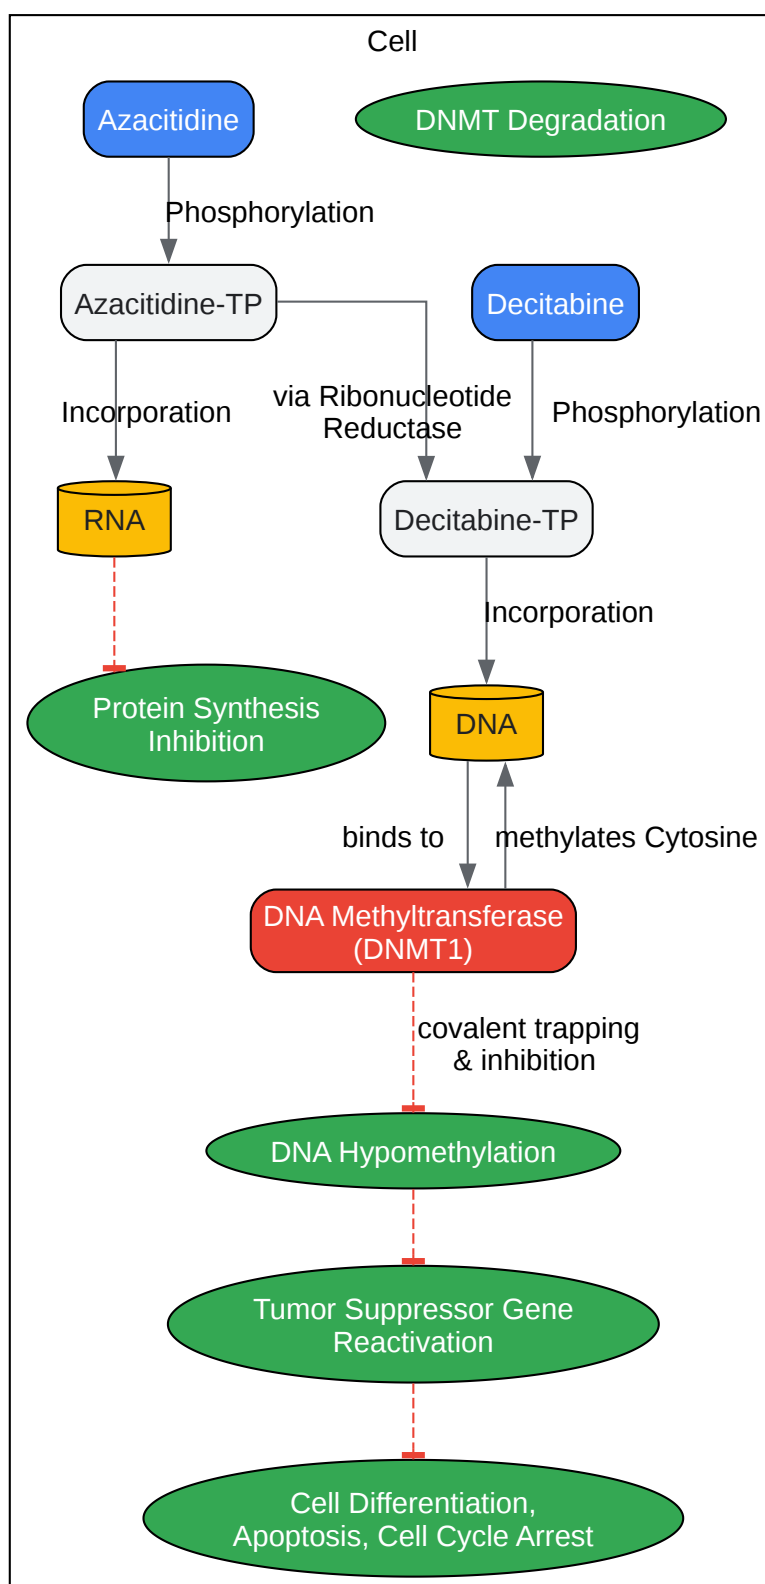 Cell
Azacitidine
DNMT Degradation
Phosphorylation
Azacitidine-TP
Decitabine
Incorporation
via Ribonucleotide
Reductase
Phosphorylation
RNA
Decitabine-TP
Incorporation
Protein Synthesis
Inhibition
DNA
binds to
methylates Cytosine
DNA Methyltransferase
(DNMT1)
covalent trapping
& inhibition
DNA Hypomethylation
Tumor Suppressor Gene
Reactivation
Cell Differentiation,
Apoptosis, Cell Cycle Arrest